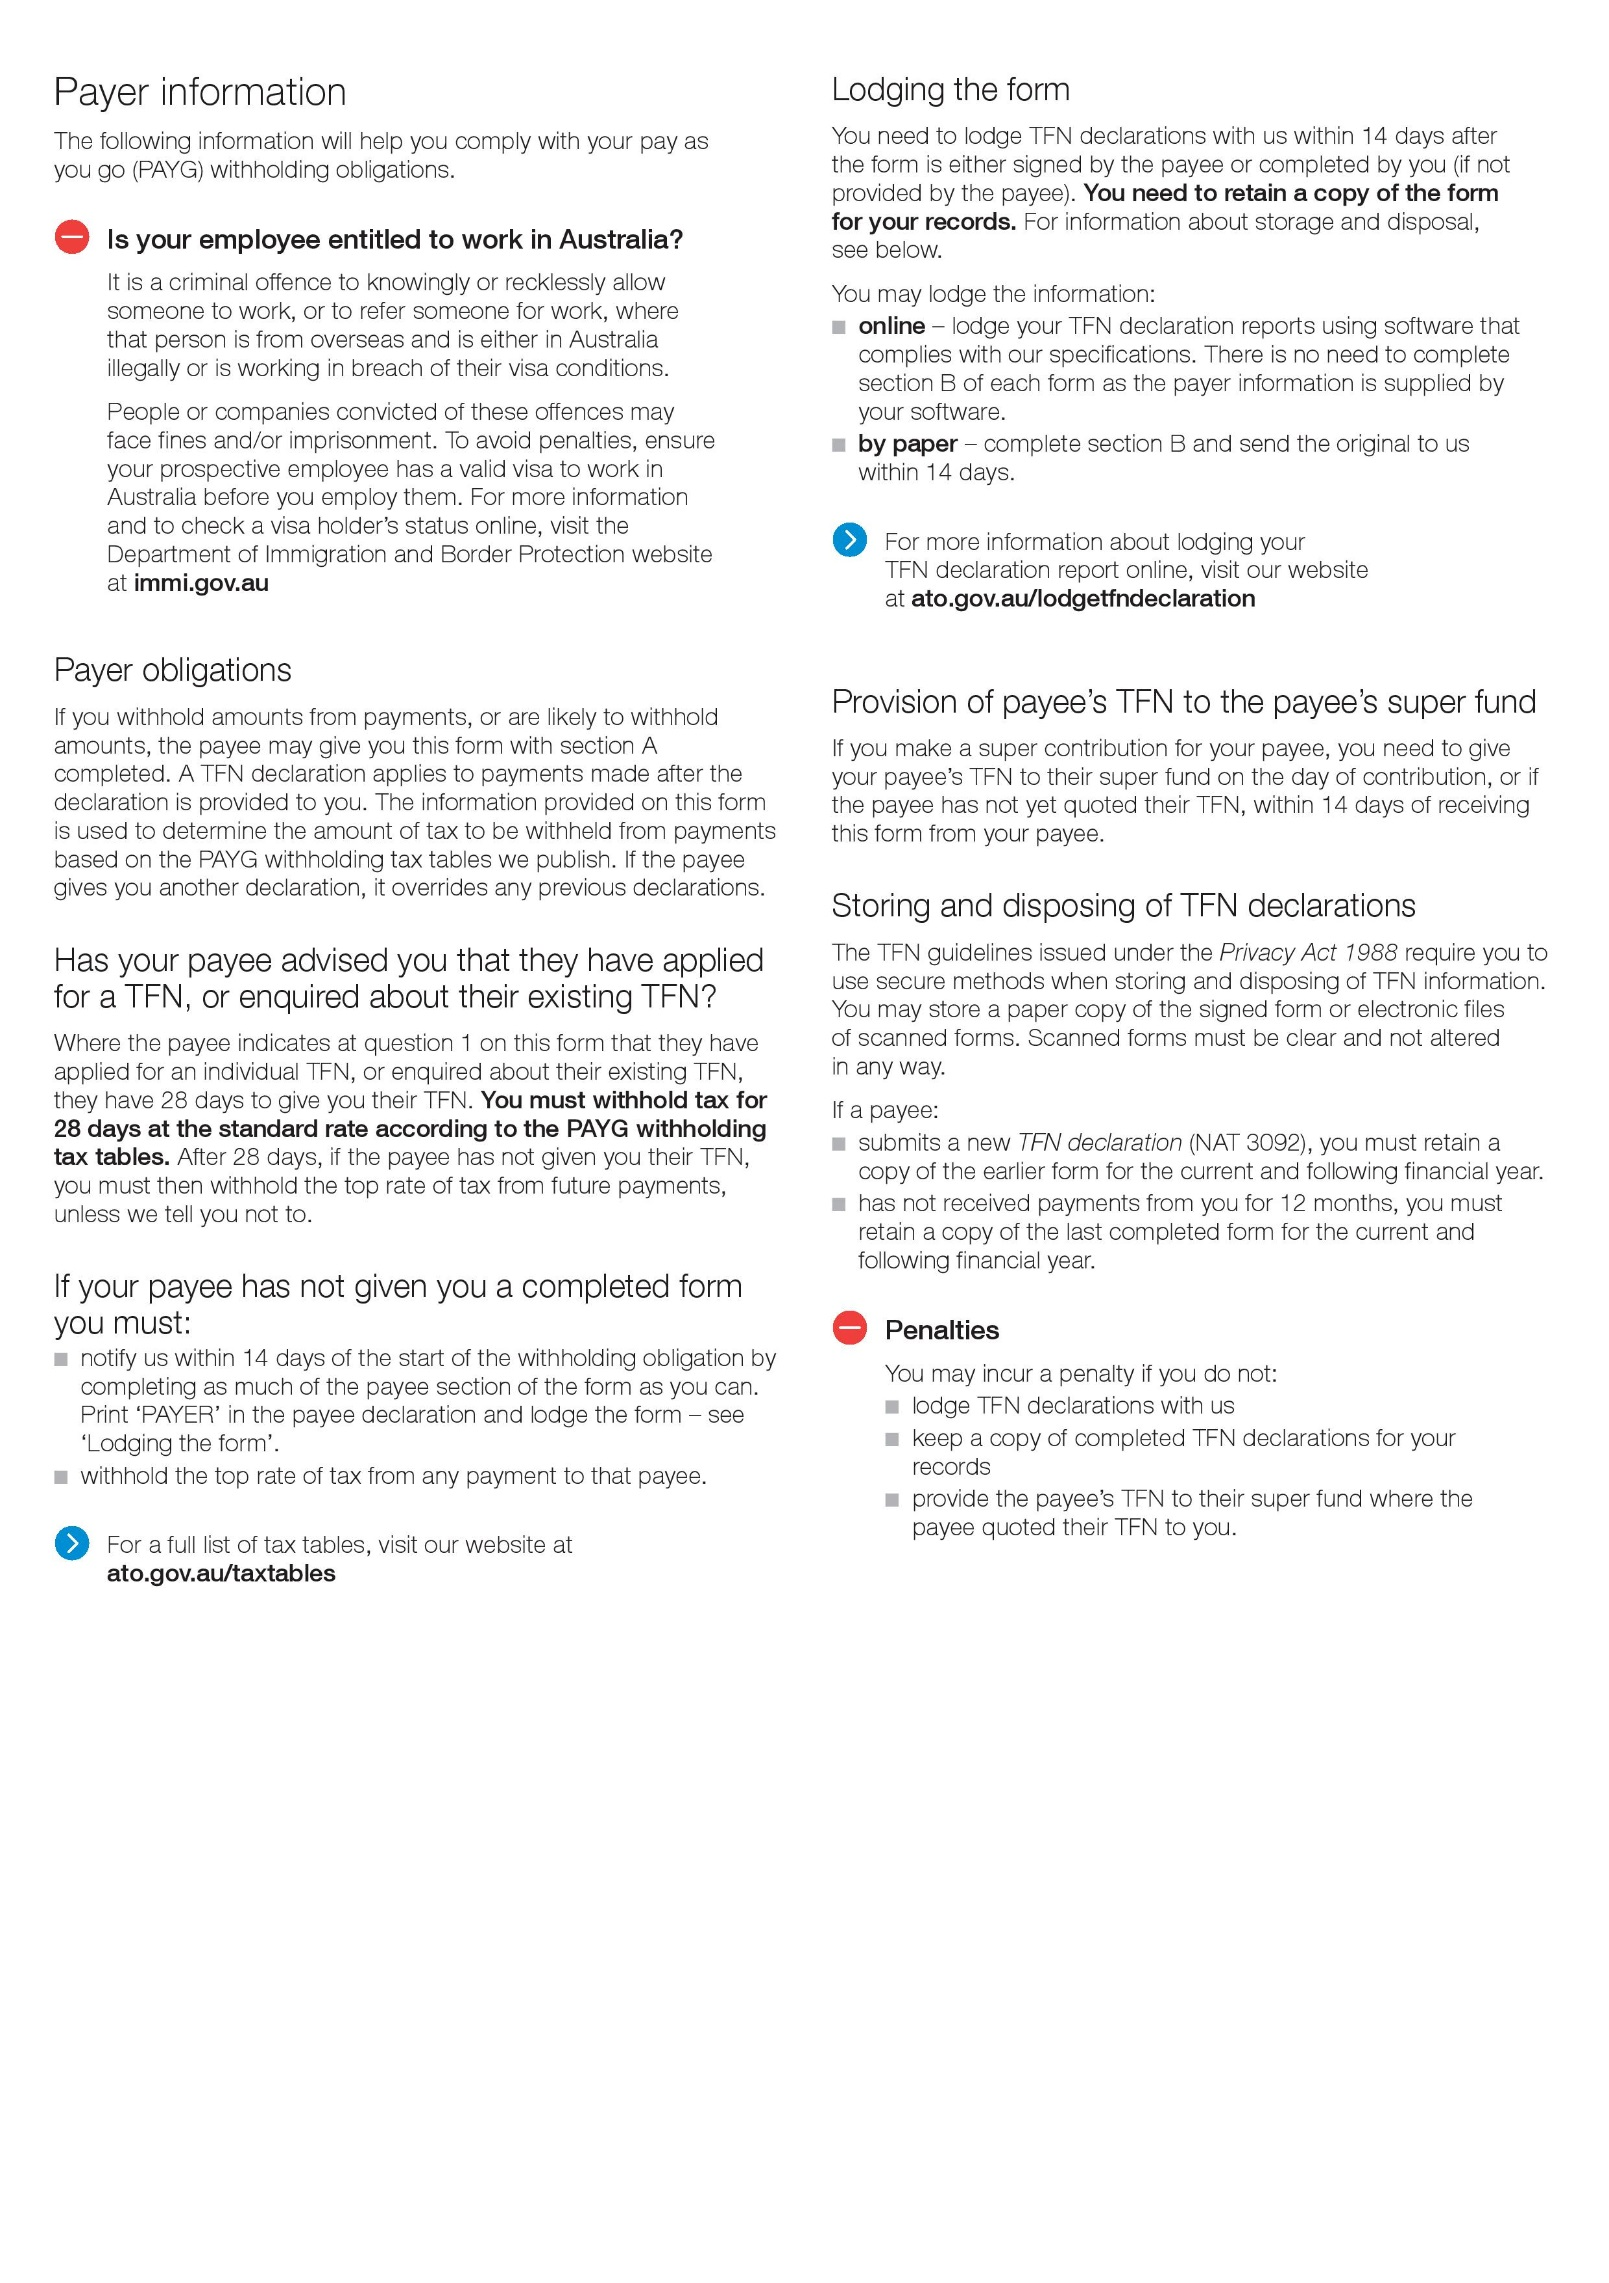 Payer information
The following information will help you comply with your pay as
you go (PAYG) withholding obligations.
Is your employee entitled to work in Australia?
It is a criminal offence to knowingly or recklessly allow
someone to work, or to refer someone for work, where
that person is from overseas and is either in Australia
illegally or is working in breach of their visa conditions.
People or companies convicted of these offences may
face fines and/or imprisonment. To avoid penalties, ensure
your prospective employee has a valid visa to work in
Australia before you employ them. For more information
and to check a visa holder’s status online, visit the
Department of Immigration and Border Protection website
at immi.gov.au
Payer obligations
If you withhold amounts from payments, or are likely to withhold
amounts, the payee may give you this form with section A
completed. A TFN declaration applies to payments made after the
declaration is provided to you. The information provided on this form
is used to determine the amount of tax to be withheld from payments
based on the PAYG withholding tax tables we publish. If the payee
gives you another declaration, it overrides any previous declarations.
Has your payee advised you that they have applied
for a TFN, or enquired about their existing TFN?
Where the payee indicates at question 1 on this form that they have
applied for an individual TFN, or enquired about their existing TFN,
they have 28 days to give you their TFN. You must withhold tax for
28 days at the standard rate according to the PAYG withholding
tax tables. After 28 days, if the payee has not given you their TFN,
you must then withhold the top rate of tax from future payments,
unless we tell you not to.
If your payee has not given you a completed form
you must:
■ notify us within 14 days of the start of the withholding obligation by
completing as much of the payee section of the form as you can.
Print ‘PAYER’ in the payee declaration and lodge the form – see
‘Lodging the form’.
■ withhold the top rate of tax from any payment to that payee.
For a full list of tax tables, visit our website at
ato.gov.au/taxtables
Lodging the form
You need to lodge TFN declarations with us within 14 days after
the form is either signed by the payee or completed by you (if not
provided by the payee). You need to retain a copy of the form
for your records. For information about storage and disposal,
see below.
You may lodge the information:
■ online – lodge your TFN declaration reports using software that
complies with our specifications. There is no need to complete
section B of each form as the payer information is supplied by
your software.
■ by paper – complete section B and send the original to us
within 14 days.
For more information about lodging your
TFN declaration report online, visit our website
at ato.gov.au/lodgetfndeclaration
Provision of payee’s TFN to the payee’s super fund
If you make a super contribution for your payee, you need to give
your payee’s TFN to their super fund on the day of contribution, or if
the payee has not yet quoted their TFN, within 14 days of receiving
this form from your payee.
Storing and disposing of TFN declarations
The TFN guidelines issued under the Privacy Act 1988 require you to
use secure methods when storing and disposing of TFN information.
You may store a paper copy of the signed form or electronic files
of scanned forms. Scanned forms must be clear and not altered
in any way.
If a payee:
■ submits a new TFN declaration (NAT 3092), you must retain a
copy of the earlier form for the current and following financial year.
■ has not received payments from you for 12 months, you must
retain a copy of the last completed form for the current and
following financial year.
Penalties
You may incur a penalty if you do not:
■ lodge TFN declarations with us
■ keep a copy of completed TFN declarations for your
records
■ provide the payee’s TFN to their super fund where the
payee quoted their TFN to you.